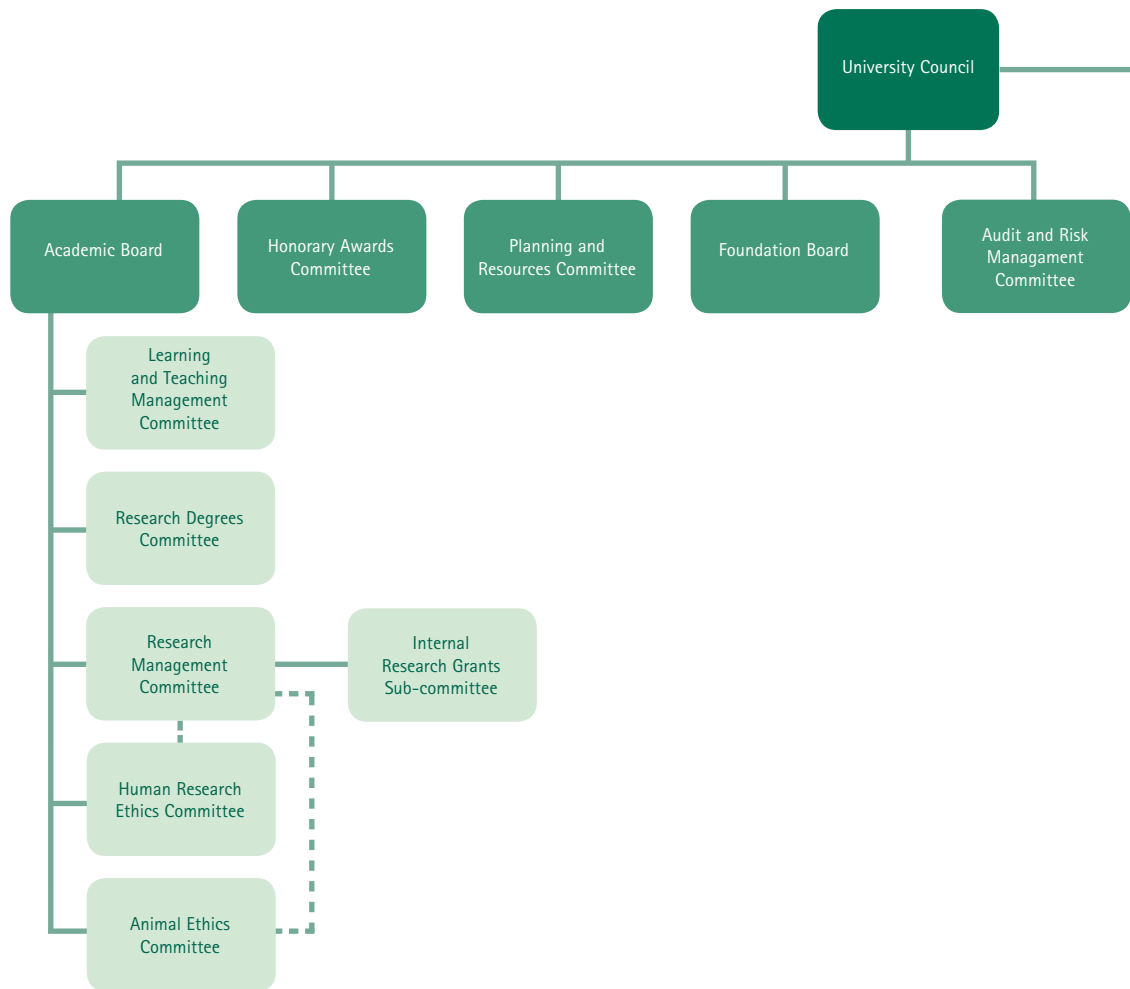 University Council
Academic Board
Honorary Awards
Committee
Planning and
Resources Committee
Foundation Board
Audit and Risk
Managament
Committee
Learning
and Teaching
Management
Committee
Research Degrees
Committee
Research
Management
Committee
Internal
Research Grants
Sub-committee
Human Research
Ethics Committee
Animal Ethics
Committee